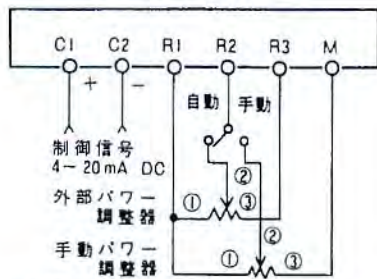 C1 C2 R1 R2 R3 M
+ −
自動 手動
制御信号
4～20mA DC
②
外部パワー
調整器
① ③
②
手動パワー
調整器
① ③